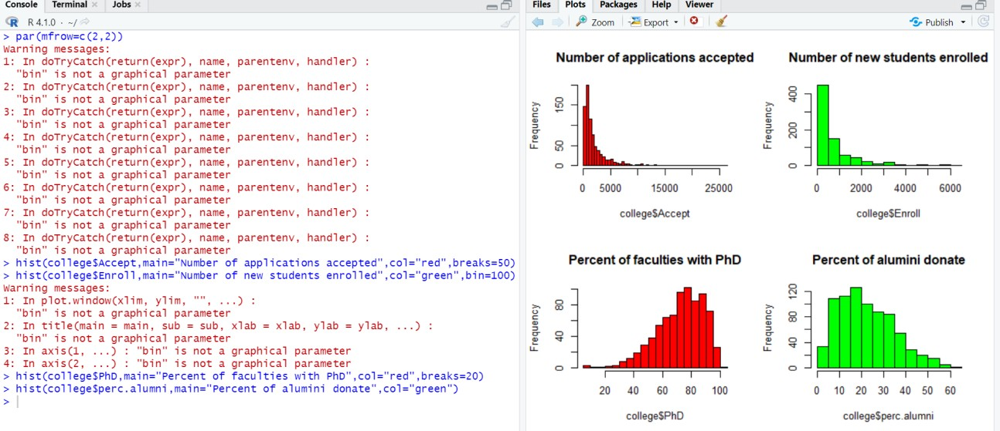 Console Terminal × Jobs ×
R 4.1.0 · ~/
> par(mfrow=c(2,2))
Warning messages:
1: In doTryCatch(return(expr), name, parentenv, handler) :
  "bin" is not a graphical parameter
2: In doTryCatch(return(expr), name, parentenv, handler) :
  "bin" is not a graphical parameter
3: In doTryCatch(return(expr), name, parentenv, handler) :
  "bin" is not a graphical parameter
4: In doTryCatch(return(expr), name, parentenv, handler) :
  "bin" is not a graphical parameter
5: In doTryCatch(return(expr), name, parentenv, handler) :
  "bin" is not a graphical parameter
6: In doTryCatch(return(expr), name, parentenv, handler) :
  "bin" is not a graphical parameter
7: In doTryCatch(return(expr), name, parentenv, handler) :
  "bin" is not a graphical parameter
8: In doTryCatch(return(expr), name, parentenv, handler) :
  "bin" is not a graphical parameter
> hist(college$Accept,main="Number of applications accepted",col="red",breaks=50)
> hist(college$Enroll,main="Number of new students enrolled",col="green",bin=100)
Warning messages:
1: In plot.window(xlim, ylim, "", ...) :
  "bin" is not a graphical parameter
2: In title(main = main, sub = sub, xlab = xlab, ylab = ylab, ...) :
  "bin" is not a graphical parameter
3: In axis(1, ...) : "bin" is not a graphical parameter
4: In axis(2, ...) : "bin" is not a graphical parameter
> hist(college$PhD,main="Percent of faculties with PhD",col="red",breaks=20)
> hist(college$perc.alumni,main="Percent of alumini donate",col="green")
>
Files Plots Packages Help Viewer
Zoom Export Publish
Number of applications accepted
Frequency
150
50
0
0 5000 15000 25000
college$Accept
Number of new students enrolled
Frequency
400
200
0
0 2000 4000 6000
college$Enroll
Percent of faculties with PhD
Frequency
80
40
0
20 40 60 80 100
college$PhD
Percent of alumini donate
Frequency
120
80
40
0
0 10 20 30 40 50 60
college$perc.alumni